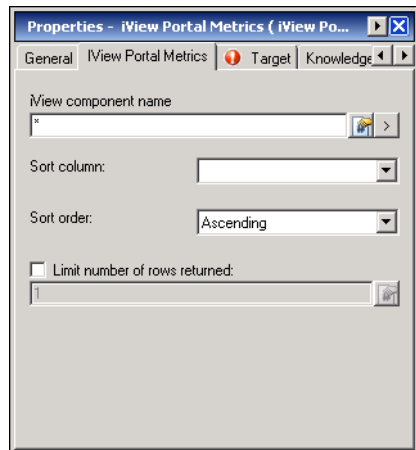 Properties - iView Portal Metrics ( iView Po...
General IView Portal Metrics Target Knowledge
iView component name
*
>
Sort column:
Sort order: Ascending
Limit number of rows returned:
1